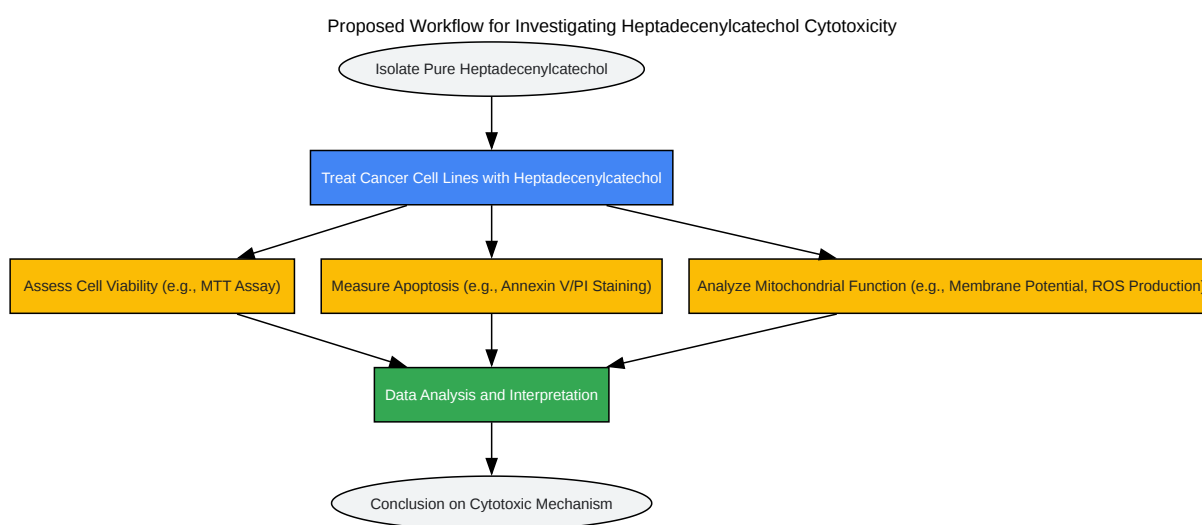 Proposed Workflow for Investigating Heptadecenylcatechol Cytotoxicity
Isolate Pure Heptadecenylcatechol
Treat Cancer Cell Lines with Heptadecenylcatechol
Assess Cell Viability (e.g., MTT Assay)
Measure Apoptosis (e.g., Annexin V/PI Staining)
Analyze Mitochondrial Function (e.g., Membrane Potential, ROS Production)
Data Analysis and Interpretation
Conclusion on Cytotoxic Mechanism